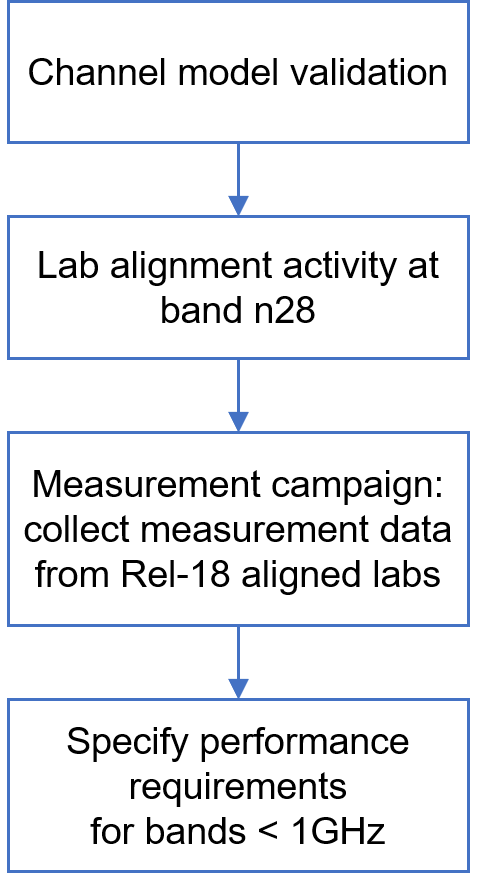 Channel model validation
Lab alignment activity at
band n28
Measurement campaign:
collect measurement data
from Rel-18 aligned labs
Specify performance
requirements
for bands < 1GHz